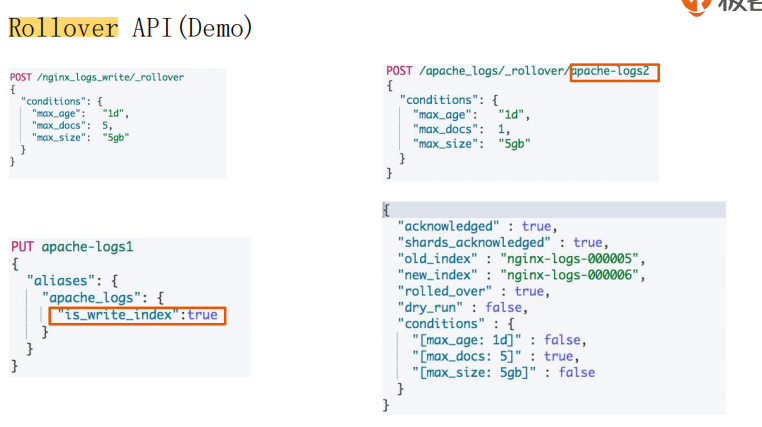 Rollover API(Demo)
POST /nginx_logs_write/_rollover
{
  "conditions": {
    "max_age":   "1d",
    "max_docs":  5,
    "max_size":  "5gb"
  }
}
POST /apache_logs/_rollover/apache-logs2
{
  "conditions": {
    "max_age":   "1d",
    "max_docs":  1,
    "max_size":  "5gb"
  }
}
PUT apache-logs1
{
  "aliases": {
    "apache_logs": {
      "is_write_index":true
    }
  }
}
{
  "acknowledged" : true,
  "shards_acknowledged" : true,
  "old_index" : "nginx-logs-000005",
  "new_index" : "nginx-logs-000006",
  "rolled_over" : true,
  "dry_run" : false,
  "conditions" : {
    "[max_age: 1d]" : false,
    "[max_docs: 5]" : true,
    "[max_size: 5gb]" : false
  }
}